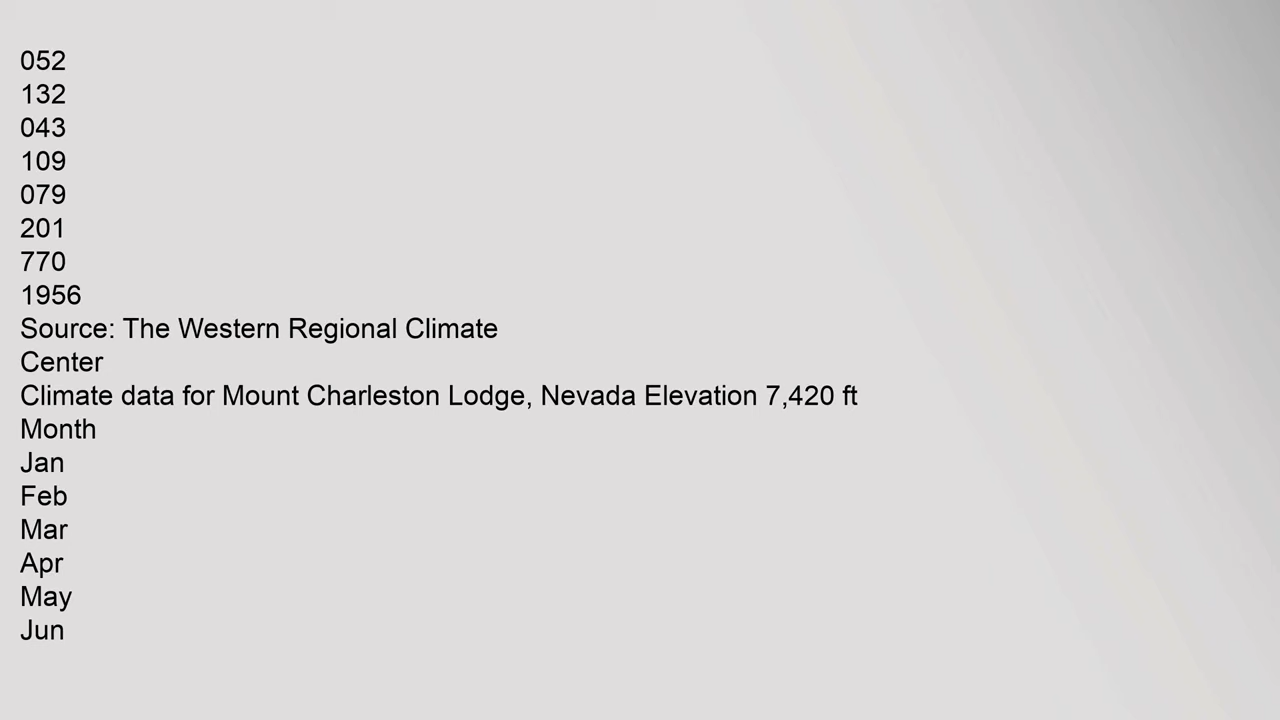 052
132
043
109
079
201
770
1956
Source: The Western Regional Climate
Center
Climate data for Mount Charleston Lodge, Nevada Elevation 7,420 ft
Month
Jan
Feb
Mar
Apr
May
Jun